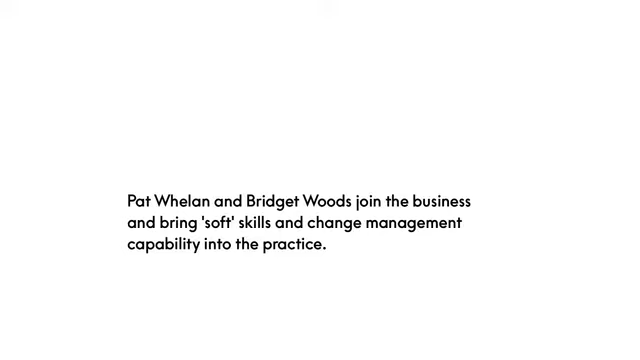 Pat Whelan and Bridget Woods join the business
and bring 'soft' skills and change management
capability into the practice.